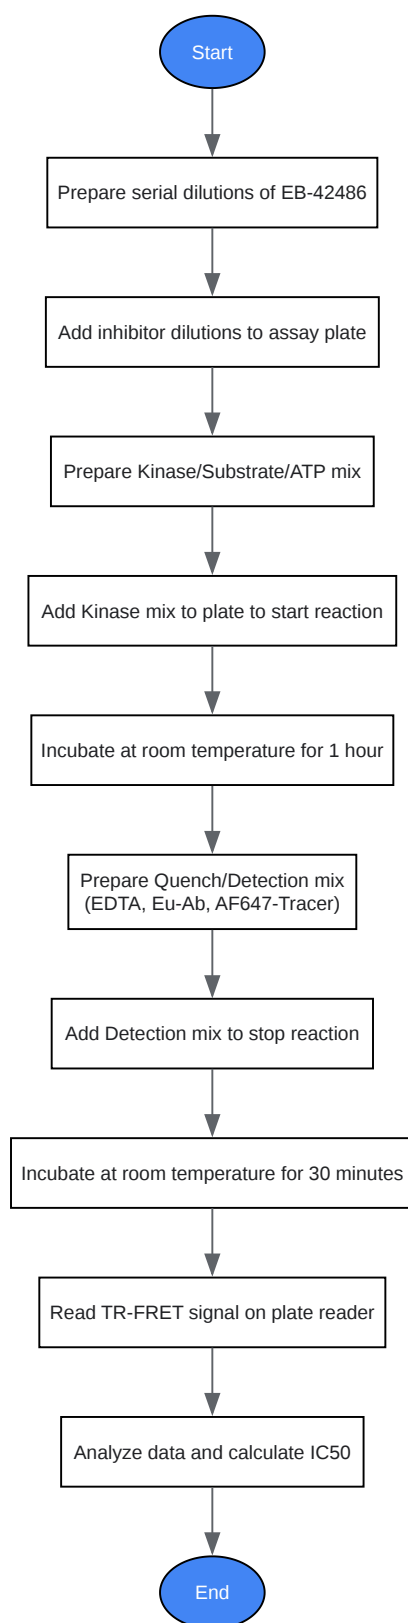 Start
Prepare serial dilutions of EB-42486
Add inhibitor dilutions to assay plate
Prepare Kinase/Substrate/ATP mix
Add Kinase mix to plate to start reaction
Incubate at room temperature for 1 hour
Prepare Quench/Detection mix
(EDTA, Eu-Ab, AF647-Tracer)
Add Detection mix to stop reaction
Incubate at room temperature for 30 minutes
Read TR-FRET signal on plate reader
Analyze data and calculate IC50
End